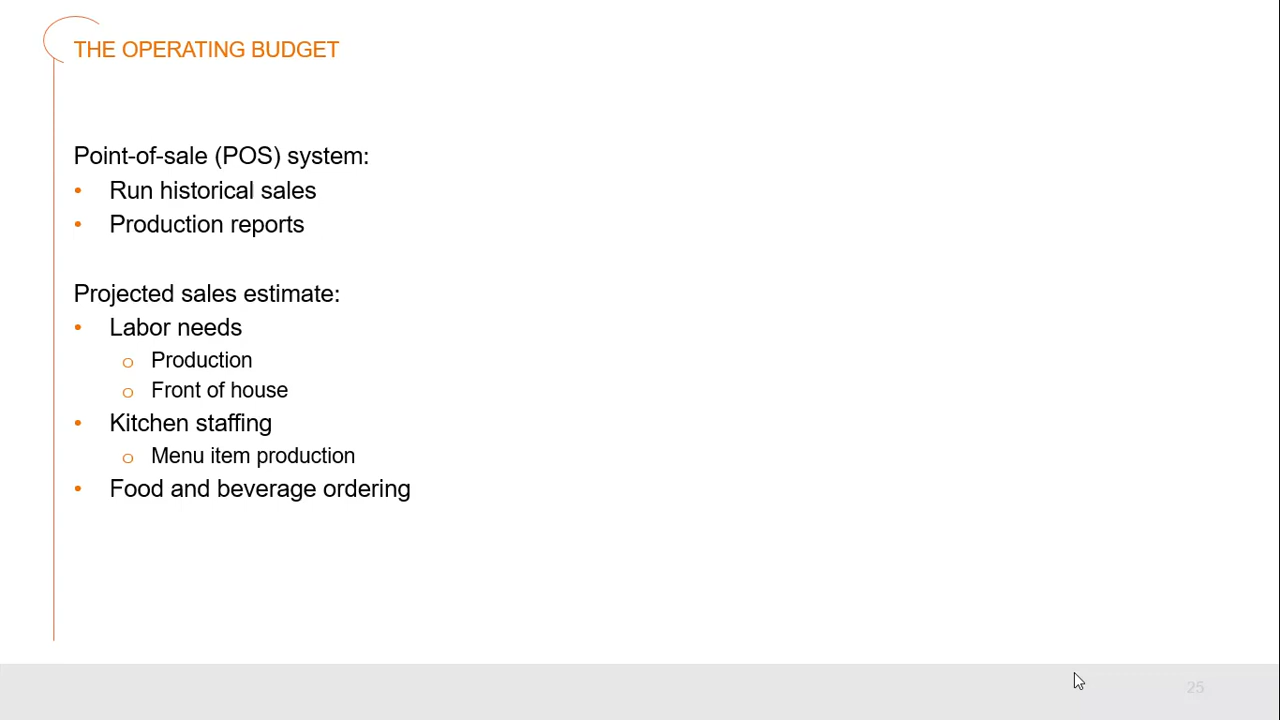 THE OPERATING BUDGET
Point-of-sale (POS) system:
• Run historical sales
• Production reports
Projected sales estimate:
• Labor needs
o Production
o Front of house
• Kitchen staffing
o Menu item production
• Food and beverage ordering
25